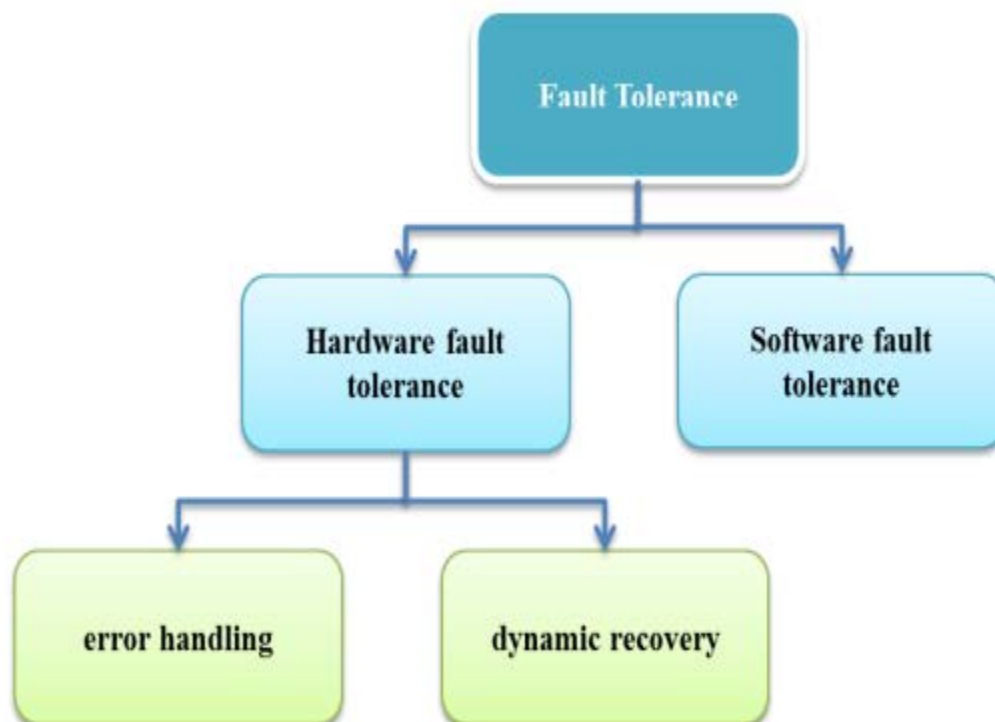 Fault Tolerance
Hardware fault
tolerance
Software fault
tolerance
error handling
dynamic recovery